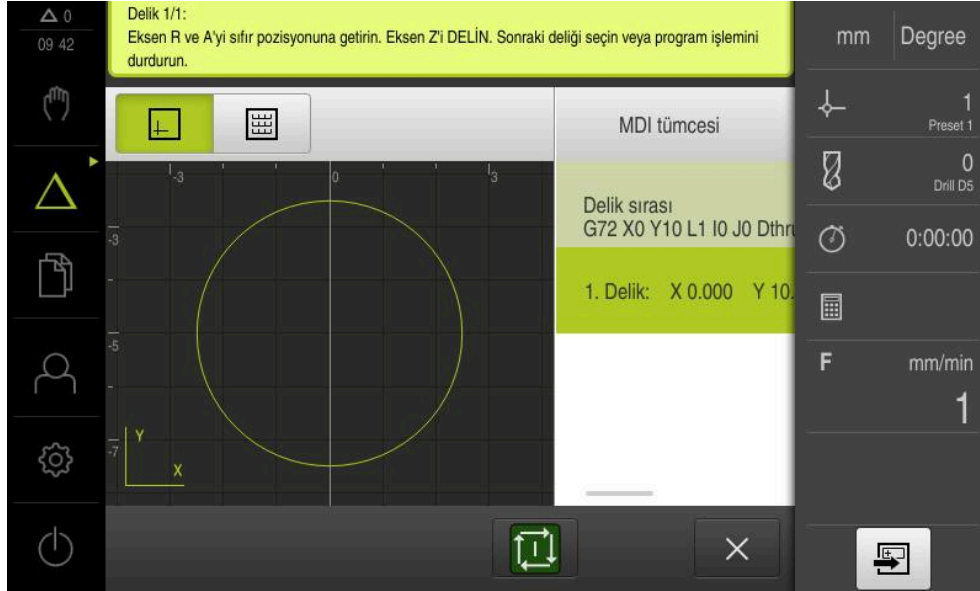 0
09 42
Delik 1/1:
Eksen R ve A'yi sıfır pozisyonuna getirin. Eksen Z'i DELİN. Sonraki deliği seçin veya program işlemini
durdurun.
mm Degree
MDI tümcesi
1
Preset 1
-3 0 3
-3
Delik sırası
G72 X0 Y10 L1 I0 J0 Dthru
0
Drill D5
0:00:00
1. Delik: X 0.000 Y 10.
-5
F mm/min
1
-7
Y
X